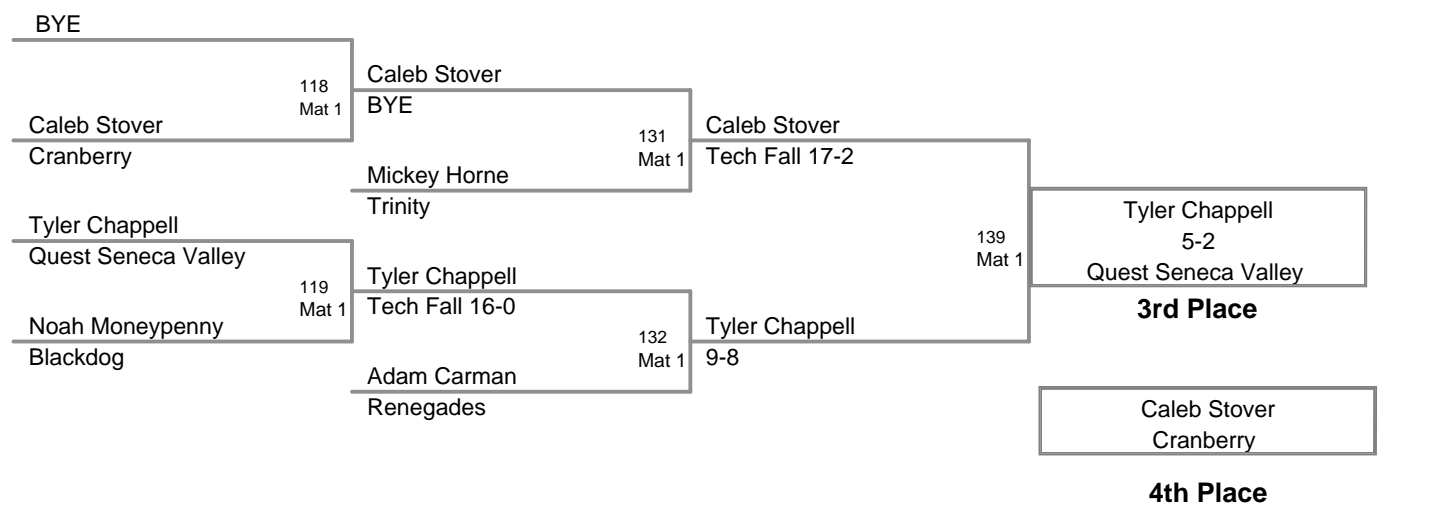 BYE
118
Mat 1
Caleb Stover
Cranberry
Caleb Stover
BYE
131
Mat 1
Mickey Horne
Trinity
Caleb Stover
Tech Fall 17-2
Tyler Chappell
Quest Seneca Valley
119
Mat 1
Noah Moneypenny
Blackdog
Tyler Chappell
Tech Fall 16-0
132
Mat 1
Adam Carman
Renegades
Tyler Chappell
9-8
139
Mat 1
Tyler Chappell
5-2
Quest Seneca Valley
3rd Place
Caleb Stover
Cranberry
4th Place